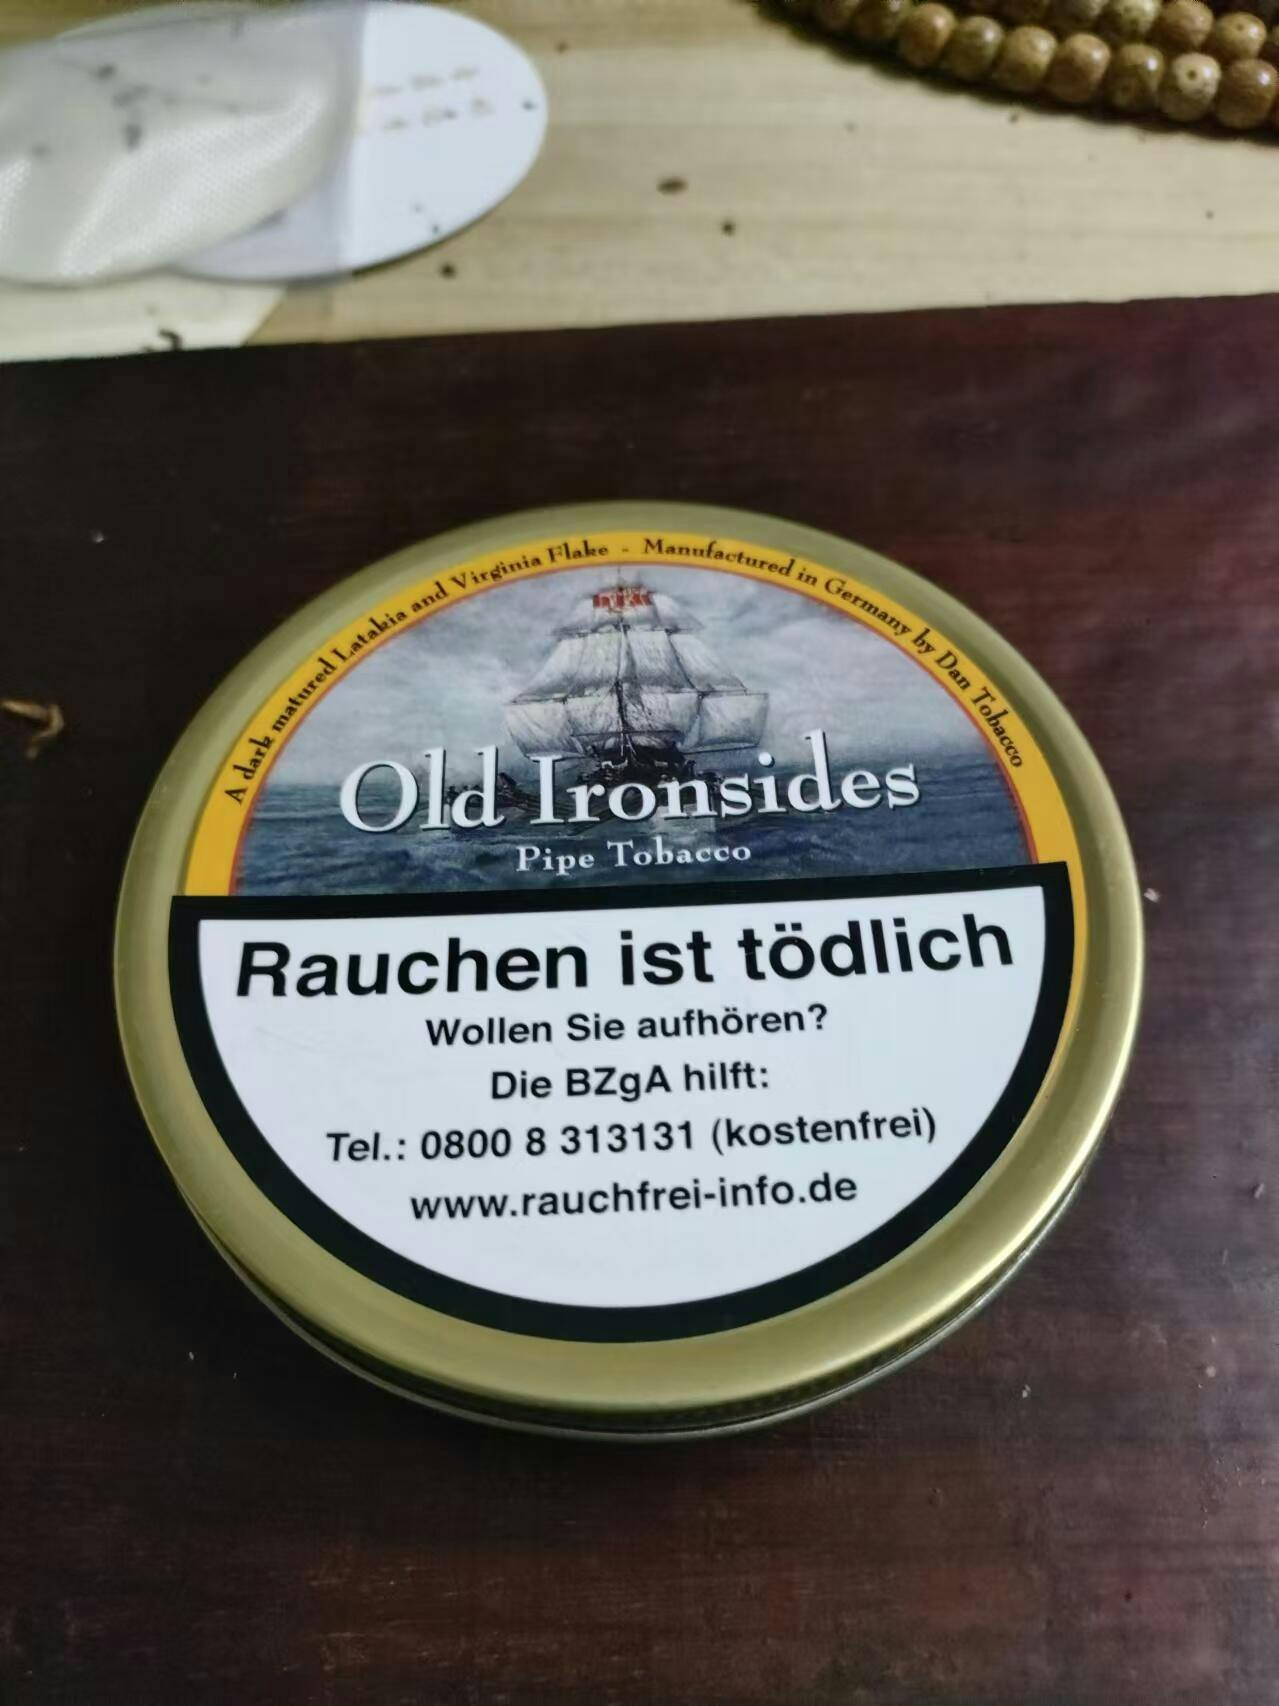 A dark matured Latakia and Virginia Flake - Manufactured in Germany by Dan Tobacco
Old Ironsides
Pipe Tobacco
Rauchen ist tödlich
Wollen Sie aufhören?
Die BZgA hilft:
Tel.: 0800 8 313131 (kostenfrei)
www.rauchfrei-info.de